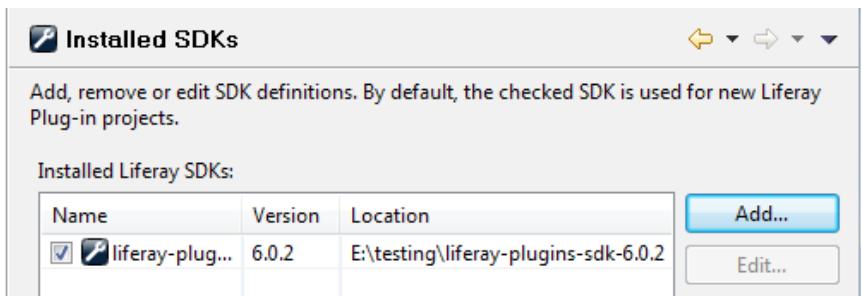 Installed SDKs
Add, remove or edit SDK definitions. By default, the checked SDK is used for new Liferay
Plug-in projects.
Installed Liferay SDKs:
Name Version Location Add...
liferay-plug... 6.0.2 E:\testing\liferay-plugins-sdk-6.0.2
Edit...